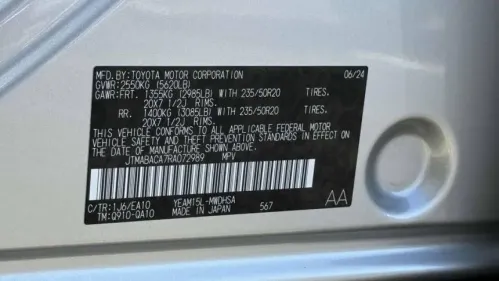 MFD.BY:TOYOTA MOTOR CORPORATION 06/24
GVWR:2550KG (5620LB)
GAWR:FRT. 1355KG (2985LB) WITH 235/50R20 TIRES.
20X7 1/2J RIMS.
RR. 1400KG (3085LB) WITH 235/50R20 TIRES.
20X7 1/2J RIMS.
THIS VEHICLE CONFORMS TO ALL APPLICABLE FEDERAL MOTOR
VEHICLE SAFETY STANDARDS IN EFFECT ON THE DATE OF
MANUFACTURE SHOWN ABOVE.
JTMABACA7RA072989 MPV
C/TR:1J6/EA10 YEAM15L-MWDHSA AA
TM:Q910-QA10 MADE IN JAPAN 567